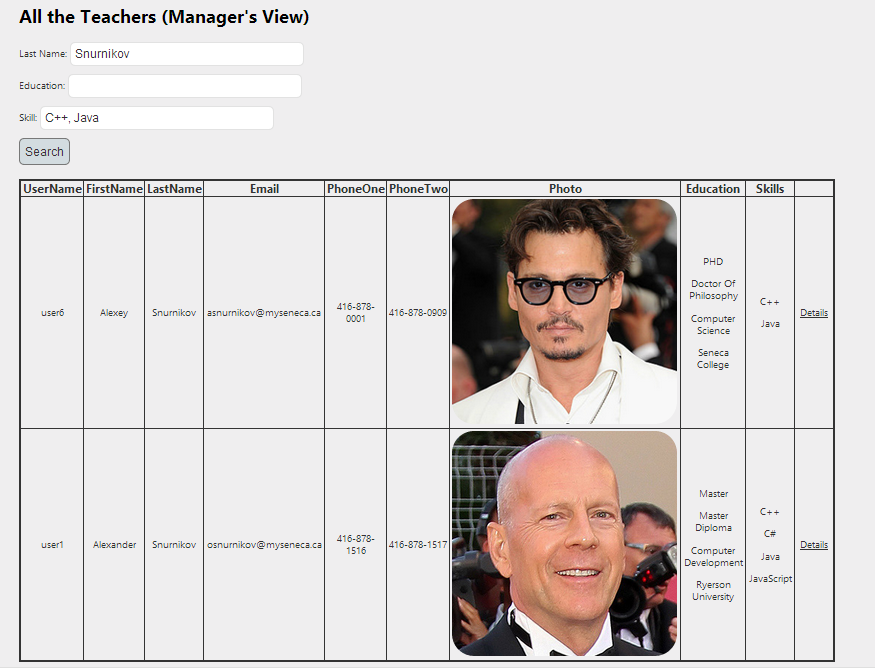 All the Teachers (Manager's View)
Last Name: Snurnikov
Education:
Skill: C++, Java
Search
UserName FirstName LastName Email PhoneOne PhoneTwo Photo Education Skills
user6 Alexey Snurnikov asnurnikov@myseneca.ca 416-878-
0001
416-878-0909
PHD
Doctor Of
Philosophy
Computer
Science
Seneca
College
C++
Java
Details
user1 Alexander Snurnikov osnurnikov@myseneca.ca 416-878-
1516
416-878-1517
Master
Master
Diploma
Computer
Development
Ryerson
University
C++
C#
Java
JavaScript
Details